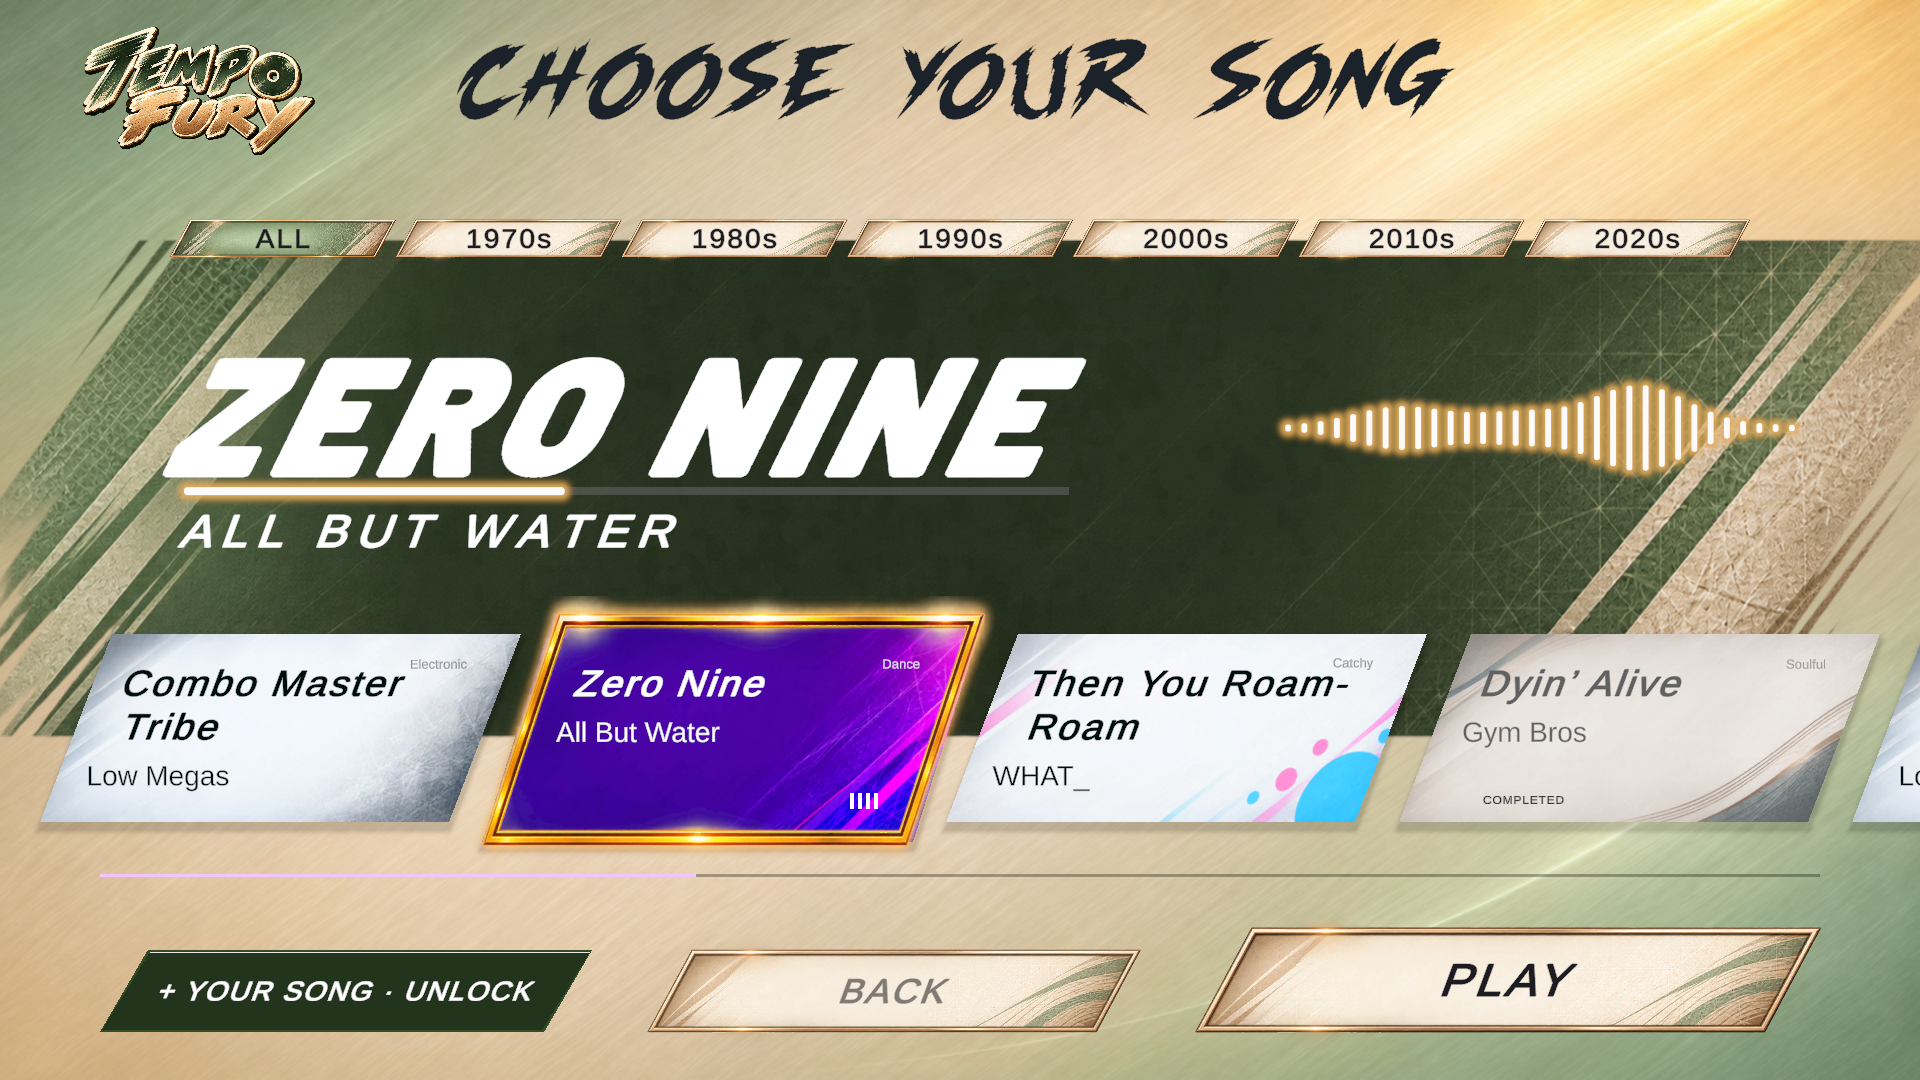 TEMPO
FURY
CHOOSE YOUR SONG
ALL
1970s
1980s
1990s
2000s
2010s
2020s
ZERO NINE
ALL BUT WATER
Combo Master
Tribe
Electronic
Low Megas
Zero Nine
Dance
All But Water
Then You Roam-
Roam
Catchy
WHAT_
Dyin’ Alive
Soulful
Gym Bros
COMPLETED
+ YOUR SONG · UNLOCK
BACK
PLAY